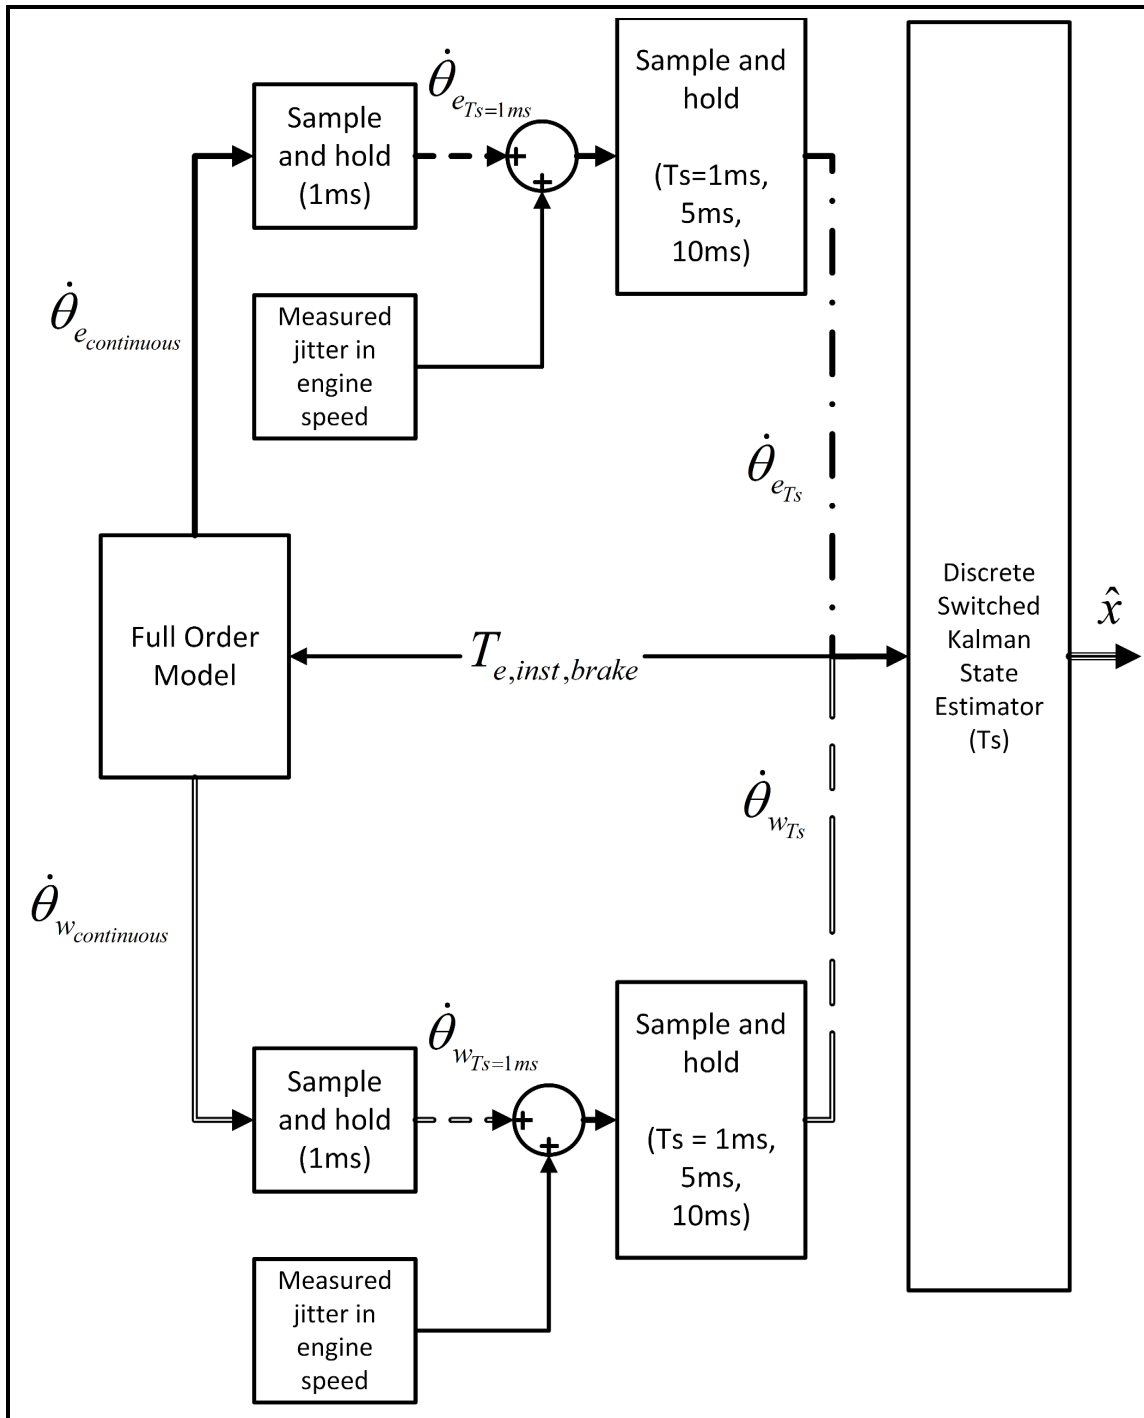 θ̇_{e_{Ts=1ms}}
Sample
and hold
(1ms)
+
+
Sample and
hold
(Ts=1ms,
5ms,
10ms)
θ̇_{e_{continuous}}
Measured
jitter in
engine
speed
θ̇_{e_{Ts}}
Full Order
Model
T_{e,inst,brake}
Discrete
Switched
Kalman
State
Estimator
(Ts)
x̂
θ̇_{w_{Ts}}
θ̇_{w_{continuous}}
θ̇_{w_{Ts=1ms}}
Sample
and hold
(1ms)
+
+
Sample and
hold
(Ts = 1ms,
5ms,
10ms)
Measured
jitter in
engine
speed